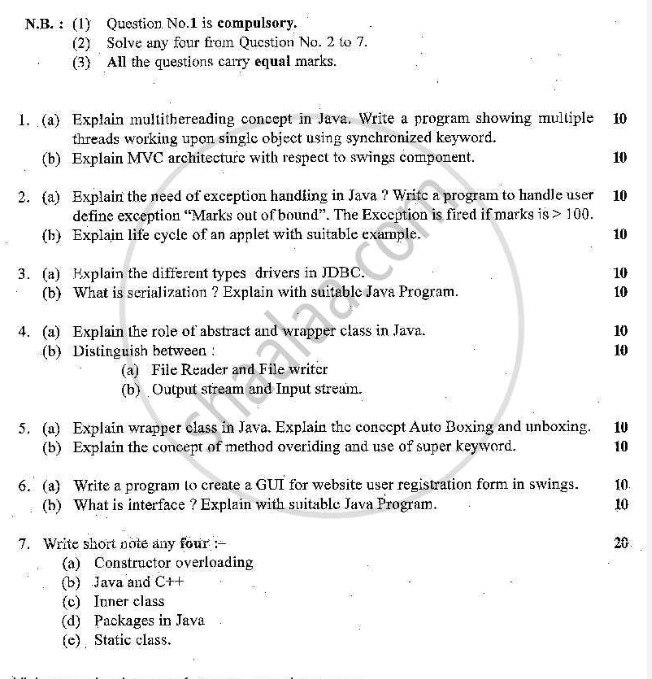 N.B. : (1) Question No.1 is compulsory.
(2) Solve any four from Question No. 2 to 7.
(3) All the questions carry equal marks.
1. (a) Explain multithereading concept in Java. Write a program showing multiple 10
threads working upon single object using synchronized keyword.
(b) Explain MVC architecture with respect to swings component. 10
2. (a) Explain the need of exception handling in Java ? Write a program to handle user 10
define exception “Marks out of bound”. The Exception is fired if marks is > 100.
(b) Explain life cycle of an applet with suitable example. 10
3. (a) Explain the different types drivers in JDBC. 10
(b) What is serialization ? Explain with suitable Java Program. 10
4. (a) Explain the role of abstract and wrapper class in Java. 10
(b) Distinguish between : 10
(a) File Reader and File writer
(b) Output stream and Input stream.
5. (a) Explain wrapper class in Java. Explain the concept Auto Boxing and unboxing. 10
(b) Explain the concept of method overiding and use of super keyword. 10
6. (a) Write a program to create a GUI for website user registration form in swings. 10
(b) What is interface ? Explain with suitable Java Program. 10
7. Write short note any four :– 20
(a) Constructor overloading
(b) Java and C++
(c) Inner class
(d) Packages in Java
(e) Static class.
shaalaa.com